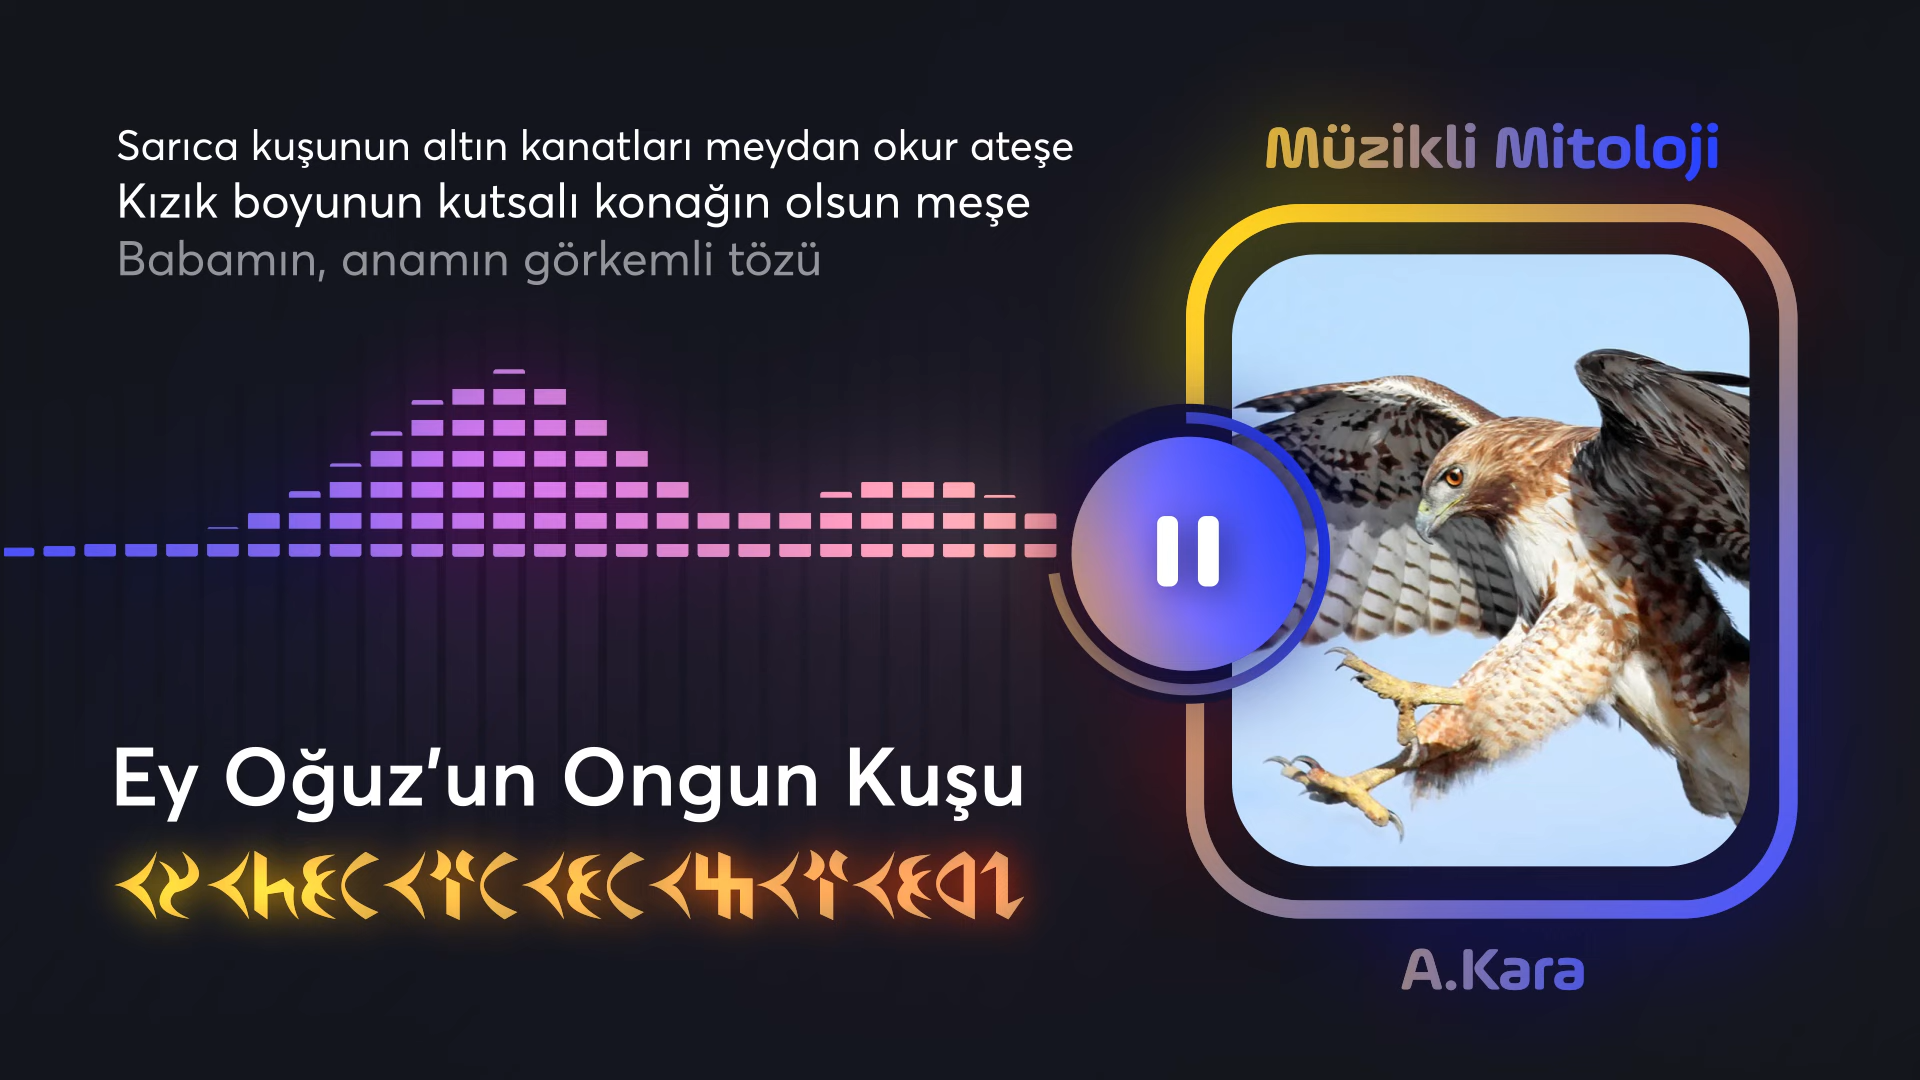 Sarıca kuşunun altın kanatları meydan okur ateşe
Kızık boyunun kutsalı konağın olsun meşe
Babamın, anamın görkemli tözü
Müzikli Mitoloji
Ey Oğuz'un Ongun Kuşu
A.Kara